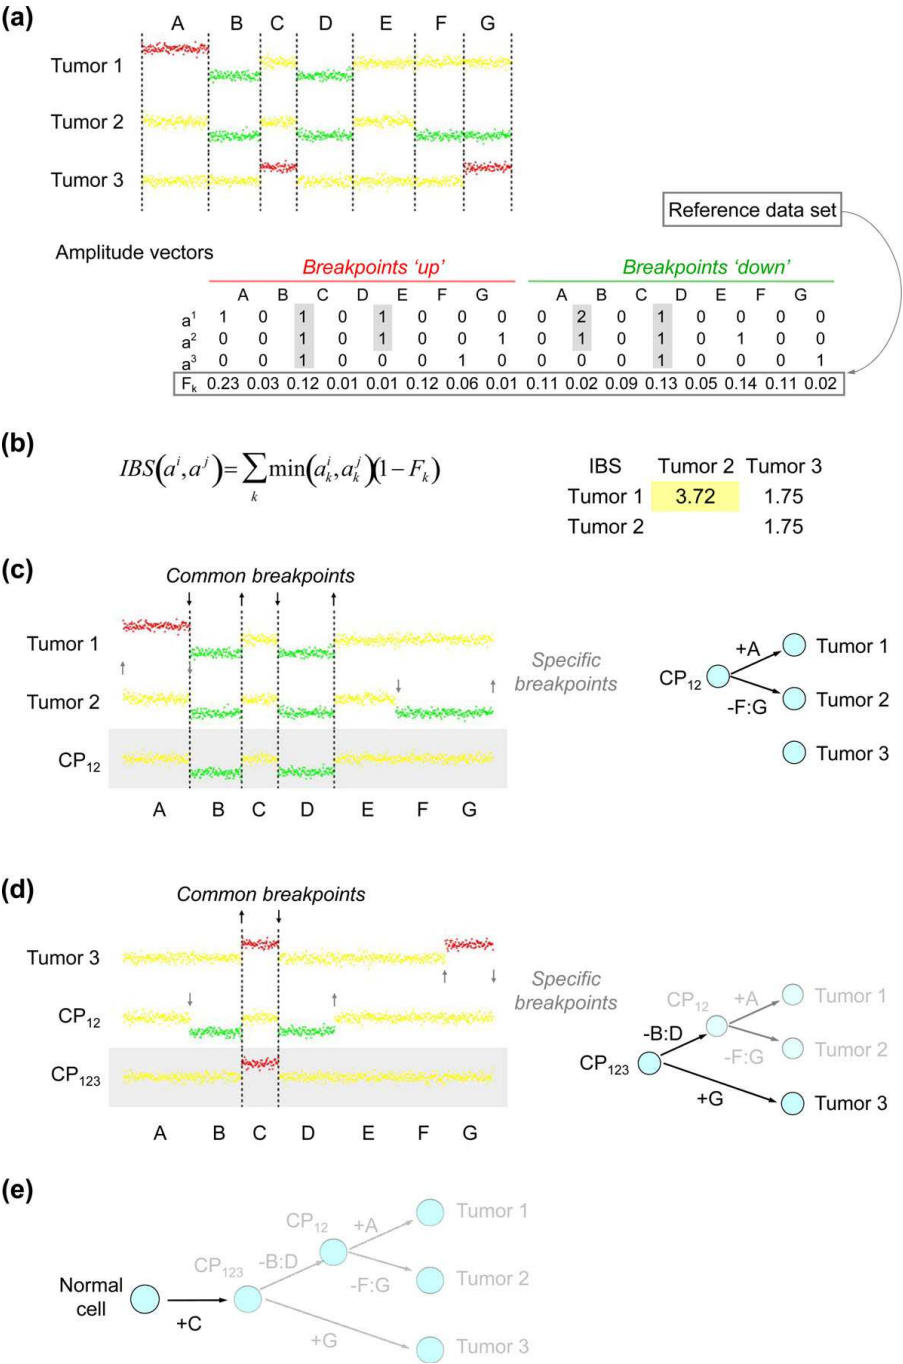 (a)
A B C D E F G
Tumor 1
Tumor 2
Tumor 3
Reference data set
Amplitude vectors
Breakpoints ‘up’ Breakpoints ‘down’
A B C D E F G A B C D E F G
a1 1 0 1 0 1 0 0 0 0 2 0 1 0 0 0 0
a2 0 0 1 0 1 0 0 1 0 1 0 1 0 1 0 0
a3 0 0 1 0 0 0 1 0 0 0 0 1 0 0 0 1
Fk 0.23 0.03 0.12 0.01 0.01 0.12 0.06 0.01 0.11 0.02 0.09 0.13 0.05 0.14 0.11 0.02
(b)
IBS(a^i,a^j)=∑_k min(a_k^i,a_k^j)(1−F_k)
IBS Tumor 2 Tumor 3
Tumor 1 3.72 1.75
Tumor 2 1.75
(c)
Common breakpoints
Tumor 1
Tumor 2
CP12
A B C D E F G
Specific
breakpoints
CP12
+A
-F:G
Tumor 1
Tumor 2
Tumor 3
(d)
Common breakpoints
Tumor 3
CP12
CP123
A B C D E F G
Specific
breakpoints
CP123
-B:D
CP12
+A
-F:G
+G
Tumor 1
Tumor 2
Tumor 3
(e)
Normal
cell
+C
CP123
-B:D
CP12
+A
-F:G
+G
Tumor 1
Tumor 2
Tumor 3